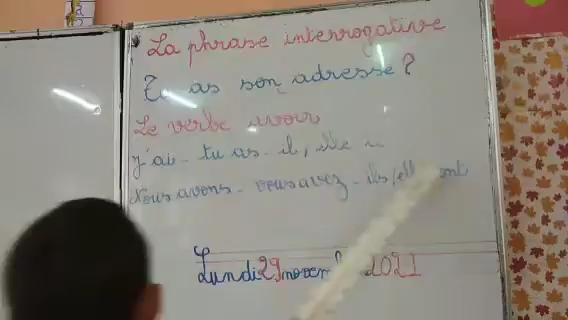 La phrase interrogative
Tu as son adresse ?
Le verbe avoir
J'ai - tu as - il, elle a
Nous avons - vous avez - ils, elles ont
Lundi 29 novem 2021